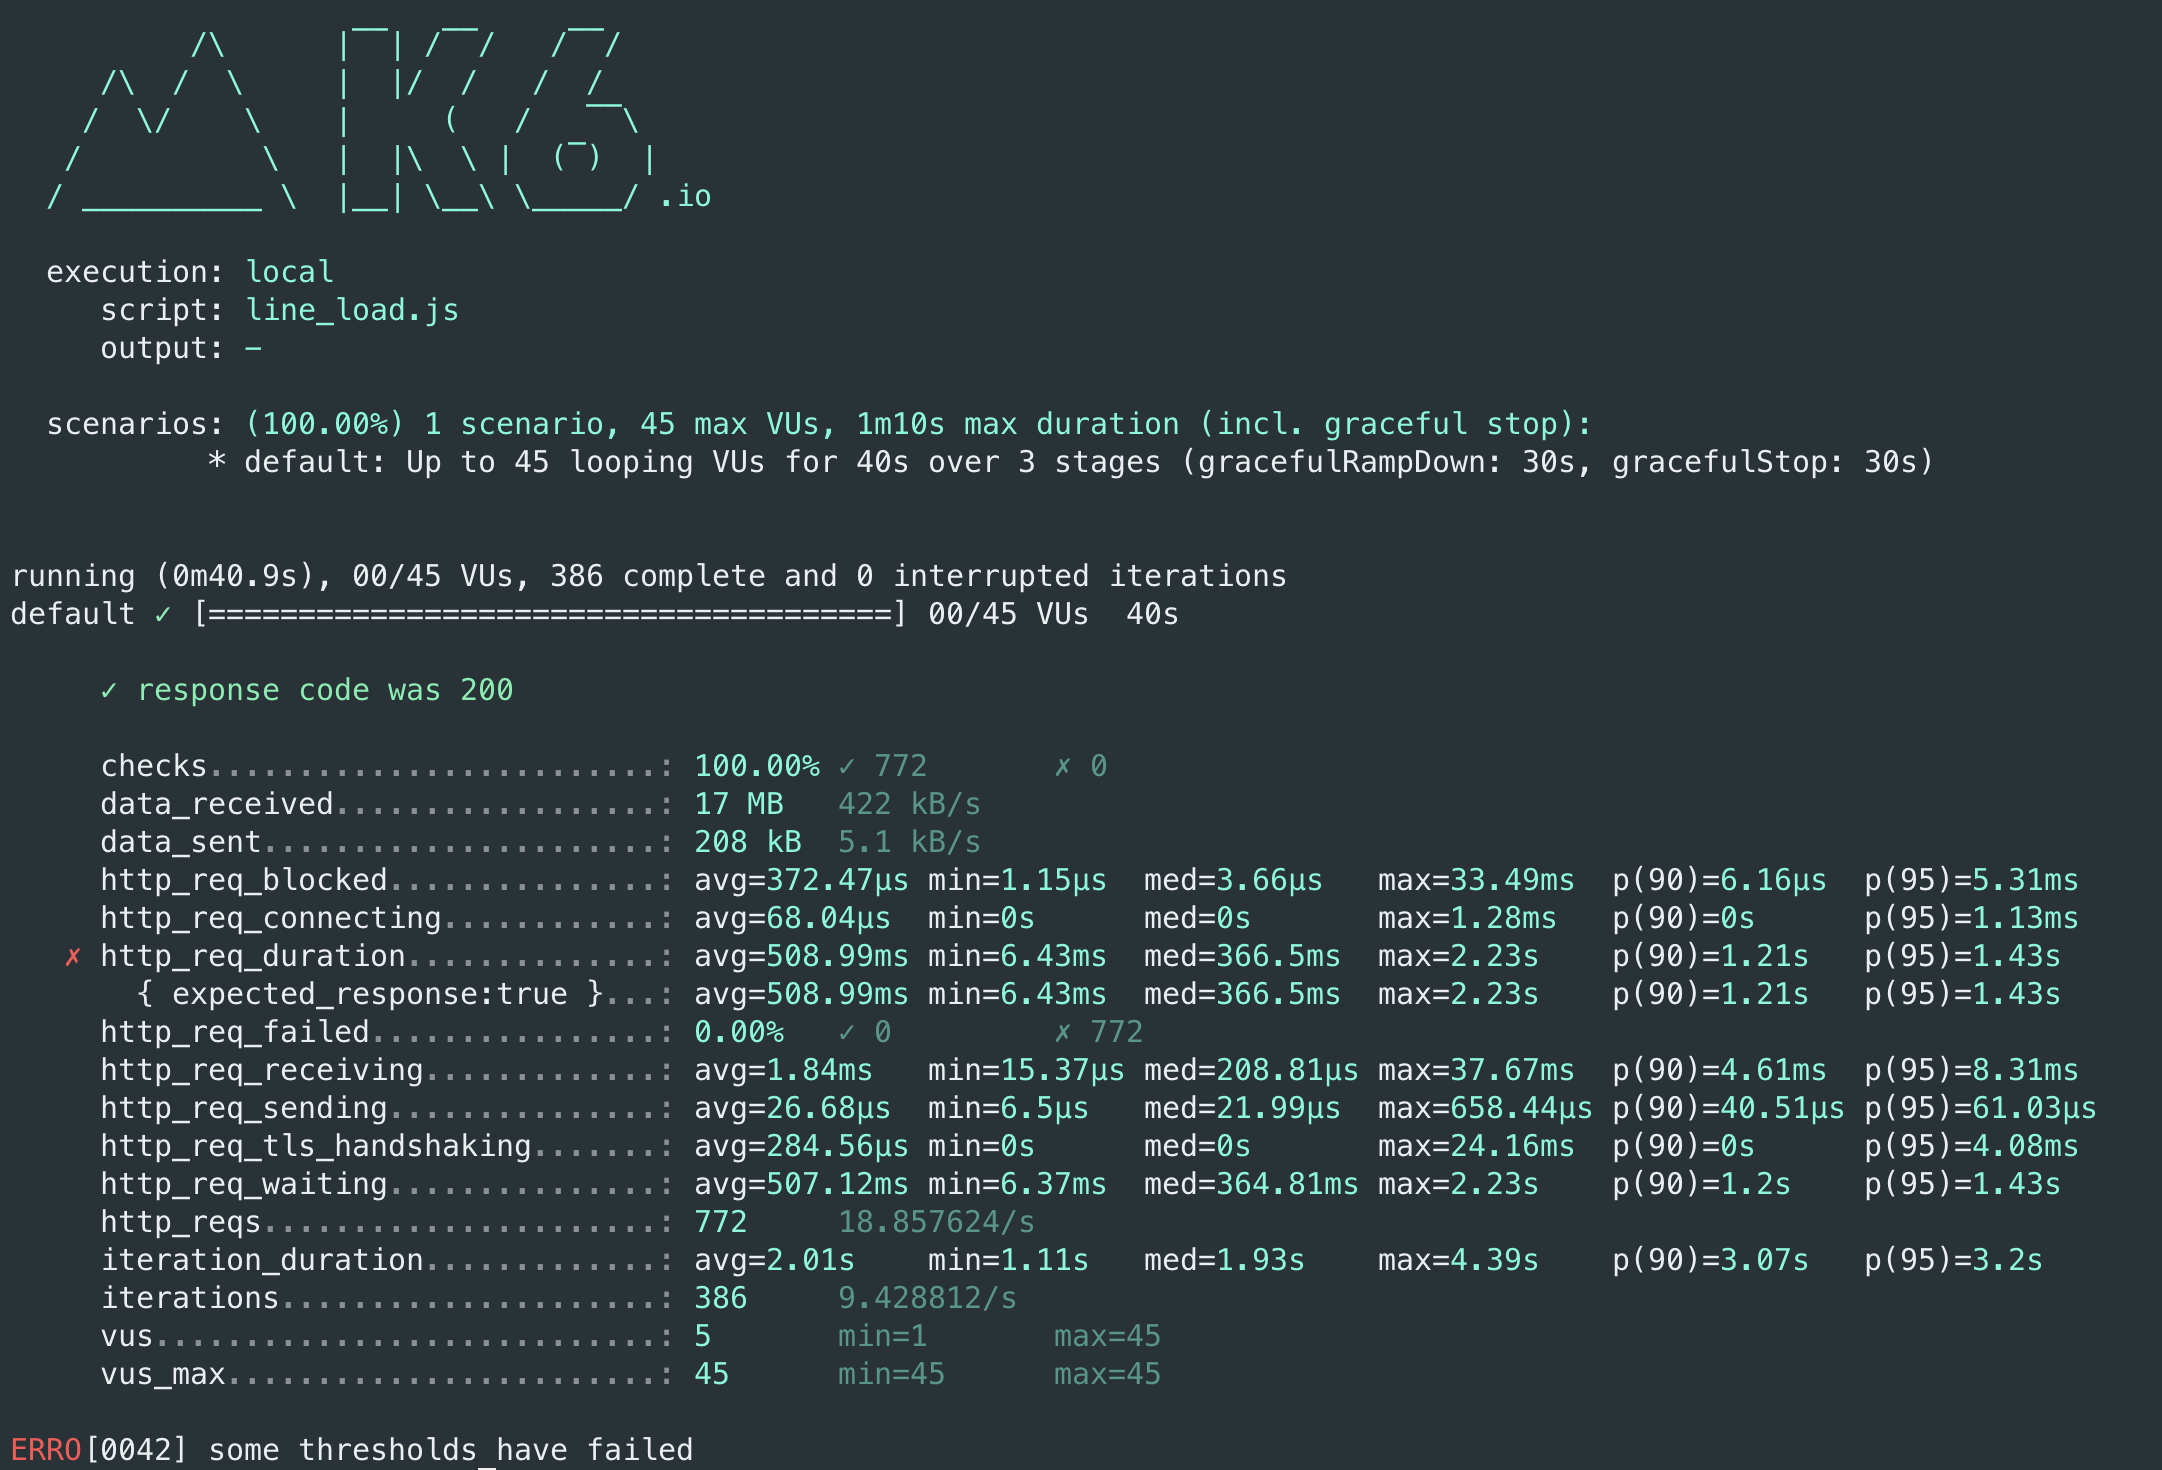 /\      |‾‾| /‾‾/   /‾‾/
     /\  /  \     |  |/  /   /  /
    /  \/    \    |     (   /   ‾‾\
   /          \   |  |\  \ |  (‾)  |
  / __________ \  |__| \__\ \_____/ .io

  execution: local
     script: line_load.js
     output: -

  scenarios: (100.00%) 1 scenario, 45 max VUs, 1m10s max duration (incl. graceful stop):
           * default: Up to 45 looping VUs for 40s over 3 stages (gracefulRampDown: 30s, gracefulStop: 30s)

running (0m40.9s), 00/45 VUs, 386 complete and 0 interrupted iterations
default ✓ [======================================] 00/45 VUs  40s

     ✓ response code was 200

     checks.........................: 100.00% ✓ 772       ✗ 0
     data_received..................: 17 MB   422 kB/s
     data_sent......................: 208 kB  5.1 kB/s
     http_req_blocked...............: avg=372.47µs min=1.15µs  med=3.66µs   max=33.49ms  p(90)=6.16µs  p(95)=5.31ms
     http_req_connecting............: avg=68.04µs  min=0s      med=0s       max=1.28ms   p(90)=0s      p(95)=1.13ms
   ✗ http_req_duration..............: avg=508.99ms min=6.43ms  med=366.5ms  max=2.23s    p(90)=1.21s   p(95)=1.43s
       { expected_response:true }...: avg=508.99ms min=6.43ms  med=366.5ms  max=2.23s    p(90)=1.21s   p(95)=1.43s
     http_req_failed................: 0.00%   ✓ 0         ✗ 772
     http_req_receiving.............: avg=1.84ms   min=15.37µs med=208.81µs max=37.67ms  p(90)=4.61ms  p(95)=8.31ms
     http_req_sending...............: avg=26.68µs  min=6.5µs   med=21.99µs  max=658.44µs p(90)=40.51µs p(95)=61.03µs
     http_req_tls_handshaking.......: avg=284.56µs min=0s      med=0s       max=24.16ms  p(90)=0s      p(95)=4.08ms
     http_req_waiting...............: avg=507.12ms min=6.37ms  med=364.81ms max=2.23s    p(90)=1.2s    p(95)=1.43s
     http_reqs......................: 772     18.857624/s
     iteration_duration.............: avg=2.01s    min=1.11s   med=1.93s    max=4.39s    p(90)=3.07s   p(95)=3.2s
     iterations.....................: 386     9.428812/s
     vus............................: 5       min=1       max=45
     vus_max........................: 45      min=45      max=45

ERRO[0042] some thresholds have failed